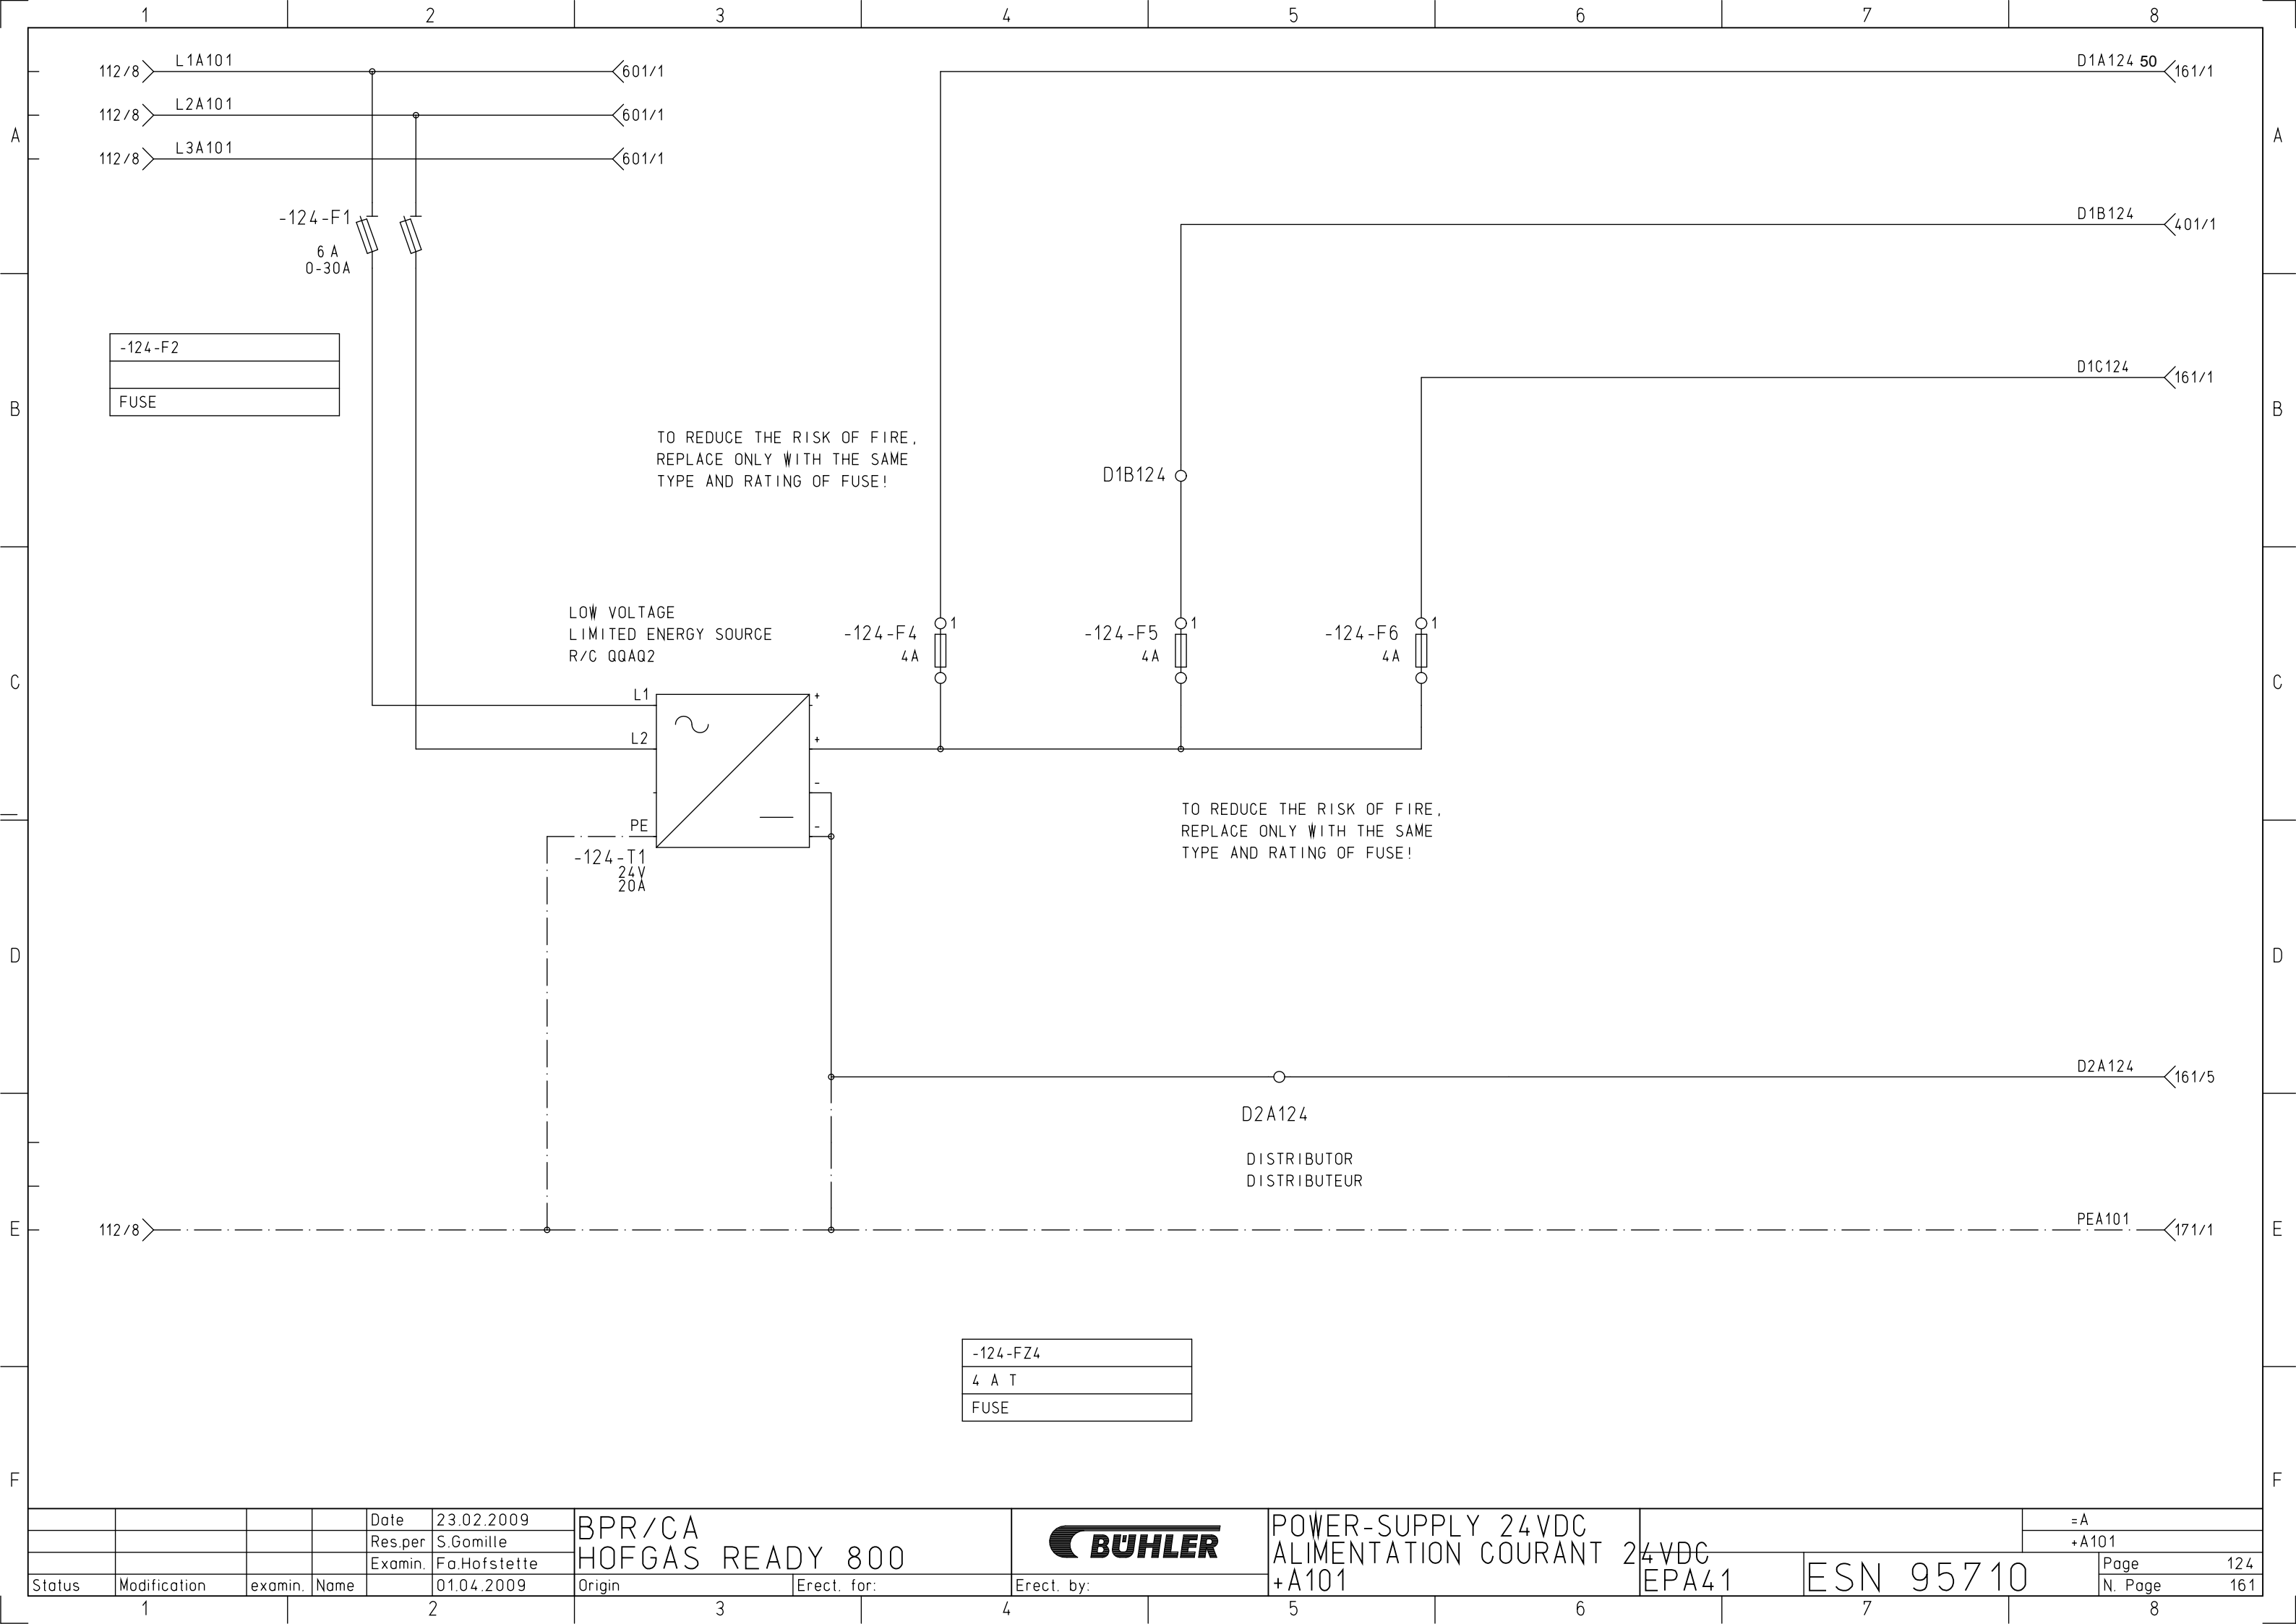 1 2 3 4 5 6 7 8
112/8 L1A101 601/1
D1A124 50 161/1
112/8 L2A101 601/1
A A
112/8 L3A101 601/1
D1B124 401/1
-124-F1
6 A
0-30A
-124-F2
FUSE
D1C124 161/1
B B
TO REDUCE THE RISK OF FIRE,
REPLACE ONLY WITH THE SAME
TYPE AND RATING OF FUSE!
D1B124
LOW VOLTAGE
LIMITED ENERGY SOURCE
R/C QQAQ2
-124-F4 1
4A
-124-F5 1
4A
-124-F6 1
4A
C C
L1 +
L2 +
-
PE -
-124-T1
24V
20A
TO REDUCE THE RISK OF FIRE,
REPLACE ONLY WITH THE SAME
TYPE AND RATING OF FUSE!
D D
D2A124 161/5
D2A124
DISTRIBUTOR
DISTRIBUTEUR
E 112/8 PEA101 171/1 E
-124-FZ4
4 A T
FUSE
F F
Date 23.02.2009
Res.per S.Gomille
Examin. Fa.Hofstette
Status Modification examin. Name 01.04.2009
BPR/CA
HOFGAS READY 800
Origin Erect. for: Erect. by:
BÜHLER
POWER-SUPPLY 24VDC
ALIMENTATION COURANT 24VDC
+A101
EPA41
ESN 95710
=A
+A101
Page 124
N. Page 161
1 2 3 4 5 6 7 8